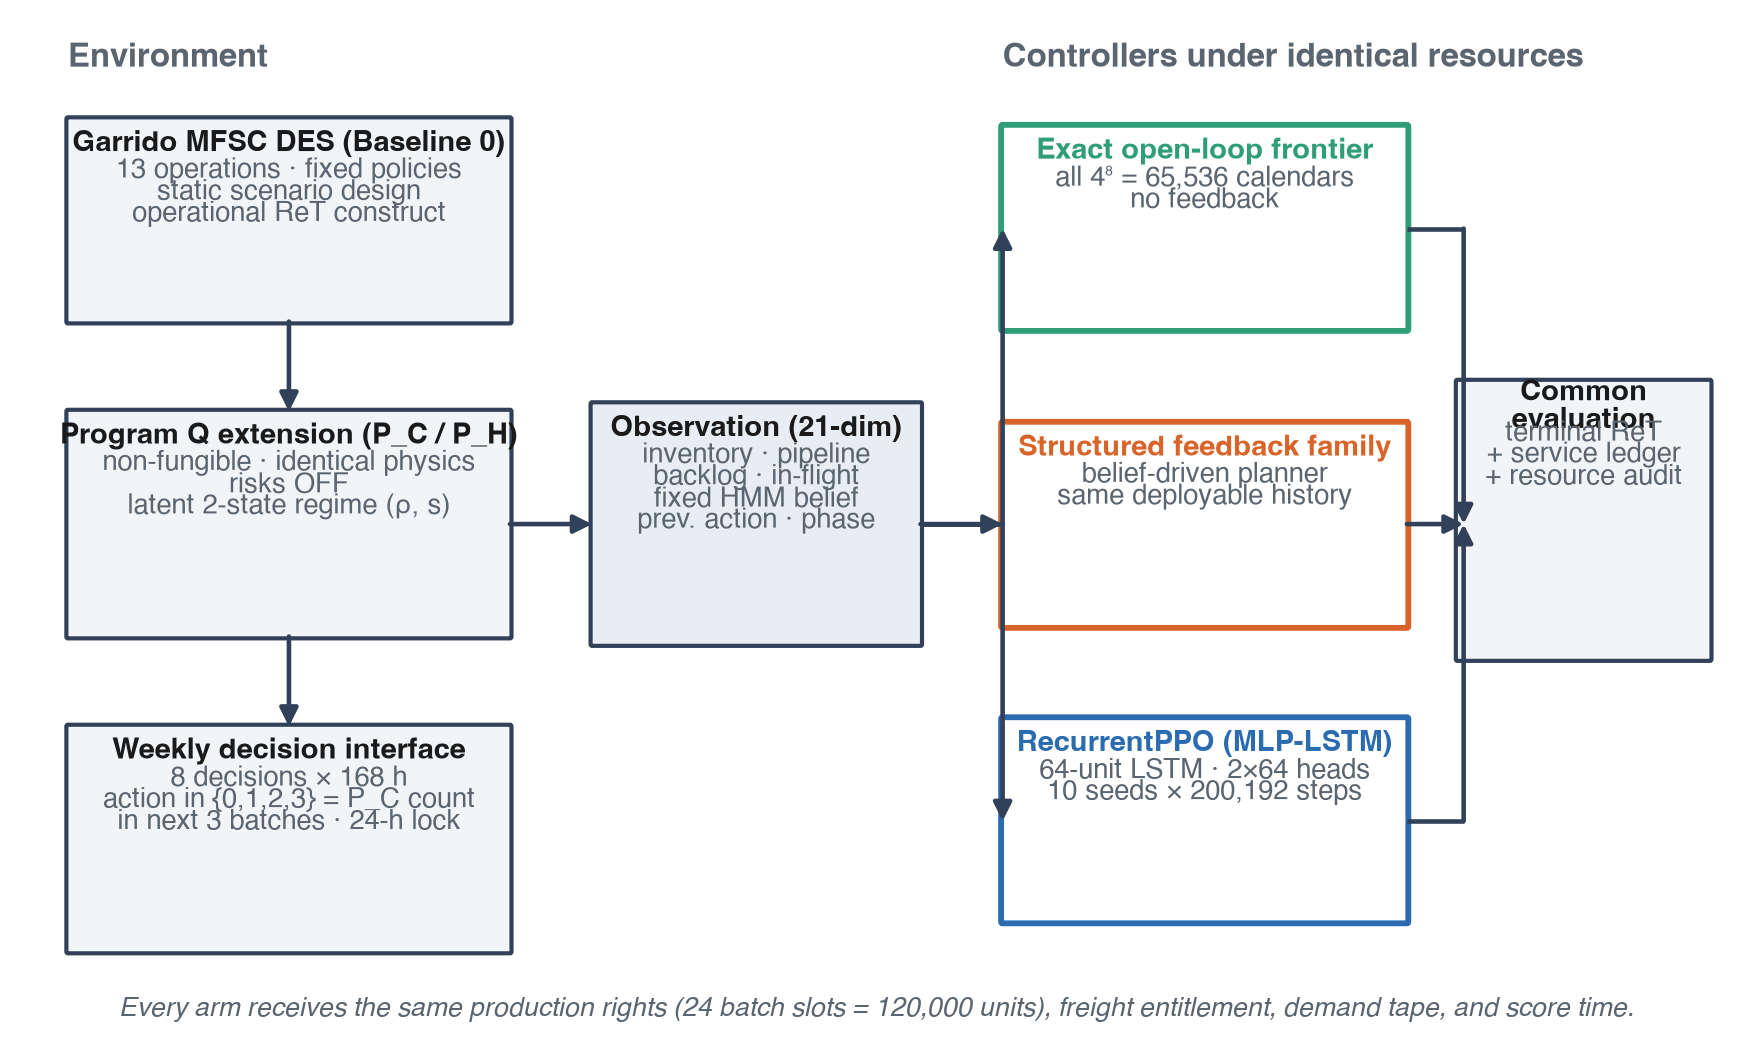 Environment
Controllers under identical resources
Garrido MFSC DES (Baseline 0)
13 operations · fixed policies
static scenario design
operational ReT construct
Program Q extension (P_C / P_H)
non-fungible · identical physics
risks OFF
latent 2-state regime (ρ, s)
Weekly decision interface
8 decisions × 168 h
action in {0,1,2,3} = P_C count
in next 3 batches · 24-h lock
Observation (21-dim)
inventory · pipeline
backlog · in-flight
fixed HMM belief
prev. action · phase
Exact open-loop frontier
all 4⁸ = 65,536 calendars
no feedback
Structured feedback family
belief-driven planner
same deployable history
RecurrentPPO (MLP-LSTM)
64-unit LSTM · 2×64 heads
10 seeds × 200,192 steps
Common
evaluation
terminal ReT
+ service ledger
+ resource audit
Every arm receives the same production rights (24 batch slots = 120,000 units), freight entitlement, demand tape, and score time.